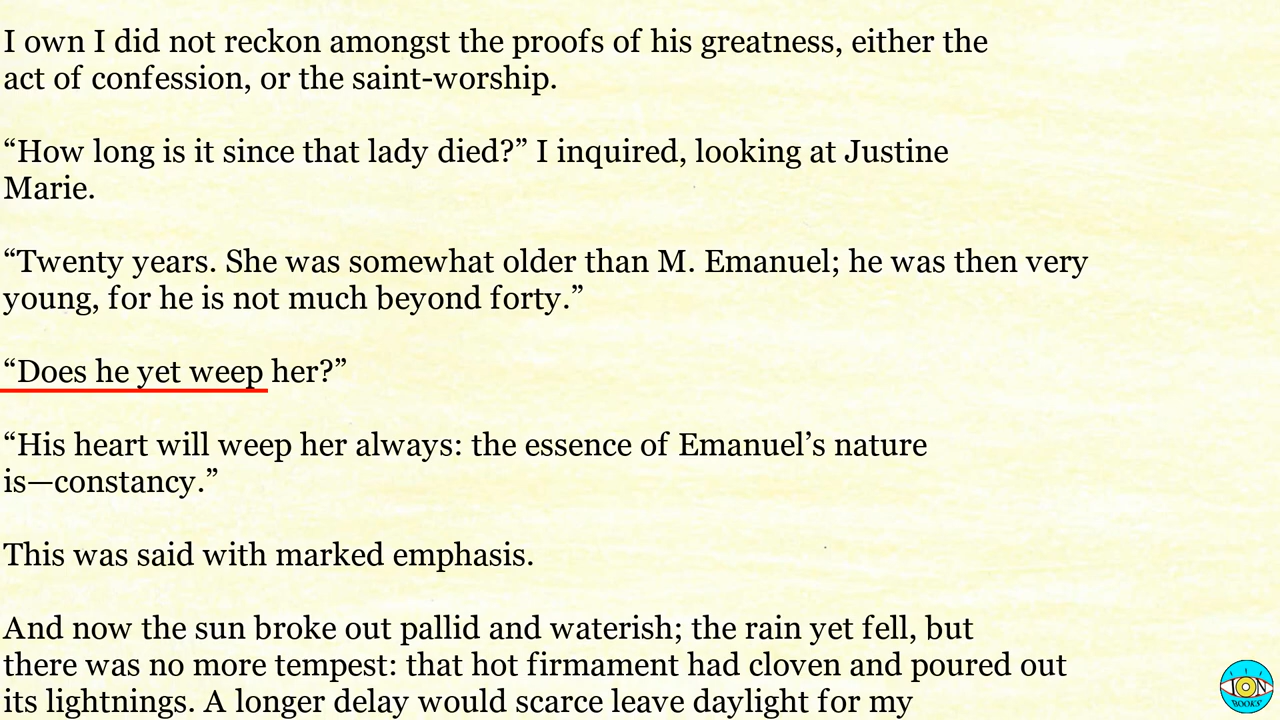 I own I did not reckon amongst the proofs of his greatness, either the
act of confession, or the saint-worship.
“How long is it since that lady died?” I inquired, looking at Justine
Marie.
“Twenty years. She was somewhat older than M. Emanuel; he was then very
young, for he is not much beyond forty.”
“Does he yet weep her?”
“His heart will weep her always: the essence of Emanuel’s nature
is—constancy.”
This was said with marked emphasis.
And now the sun broke out pallid and waterish; the rain yet fell, but
there was no more tempest: that hot firmament had cloven and poured out
its lightnings. A longer delay would scarce leave daylight for my
ION
BOOKS